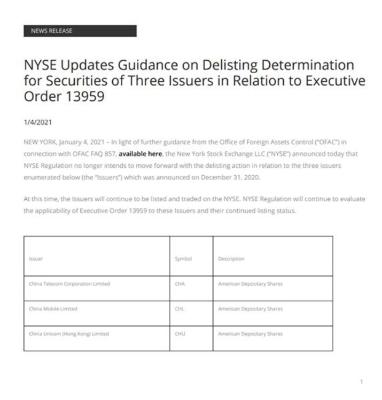 NEWS RELEASE
NYSE Updates Guidance on Delisting Determination
for Securities of Three Issuers in Relation to Executive
Order 13959
1/4/2021
NEW YORK, January 4, 2021 – In light of further guidance from the Office of Foreign Assets Control ("OFAC") in
connection with OFAC FAQ 857, available here, the New York Stock Exchange LLC ("NYSE") announced today that
NYSE Regulation no longer intends to move forward with the delisting action in relation to the three issuers
enumerated below (the "Issuers") which was announced on December 31, 2020.
At this time, the Issuers will continue to be listed and traded on the NYSE. NYSE Regulation will continue to evaluate
the applicability of Executive Order 13959 to these Issuers and their continued listing status.
Issuer Symbol Description
China Telecom Corporation Limited CHA American Depositary Shares
China Mobile Limited CHL American Depositary Shares
China Unicom (Hong Kong) Limited CHU American Depositary Shares
1